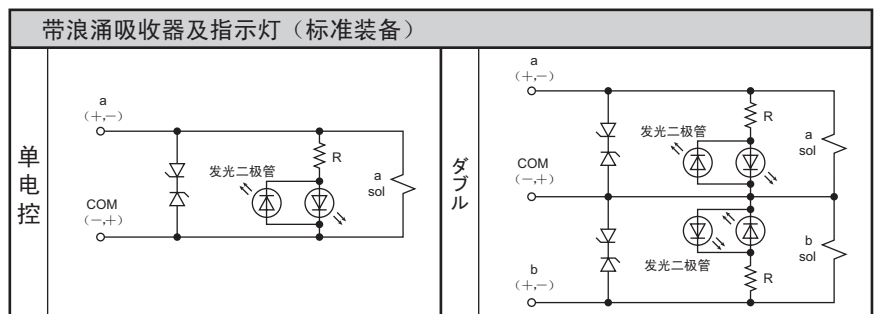 带浪涌吸收器及指示灯（标准装备）
单电控
a
（+,−）
R
发光二极管
a
sol
COM
（−,+）
ダブル
a
（+,−）
R
发光二极管
a
sol
COM
（−,+）
b
sol
发光二极管
R
b
（+,−）